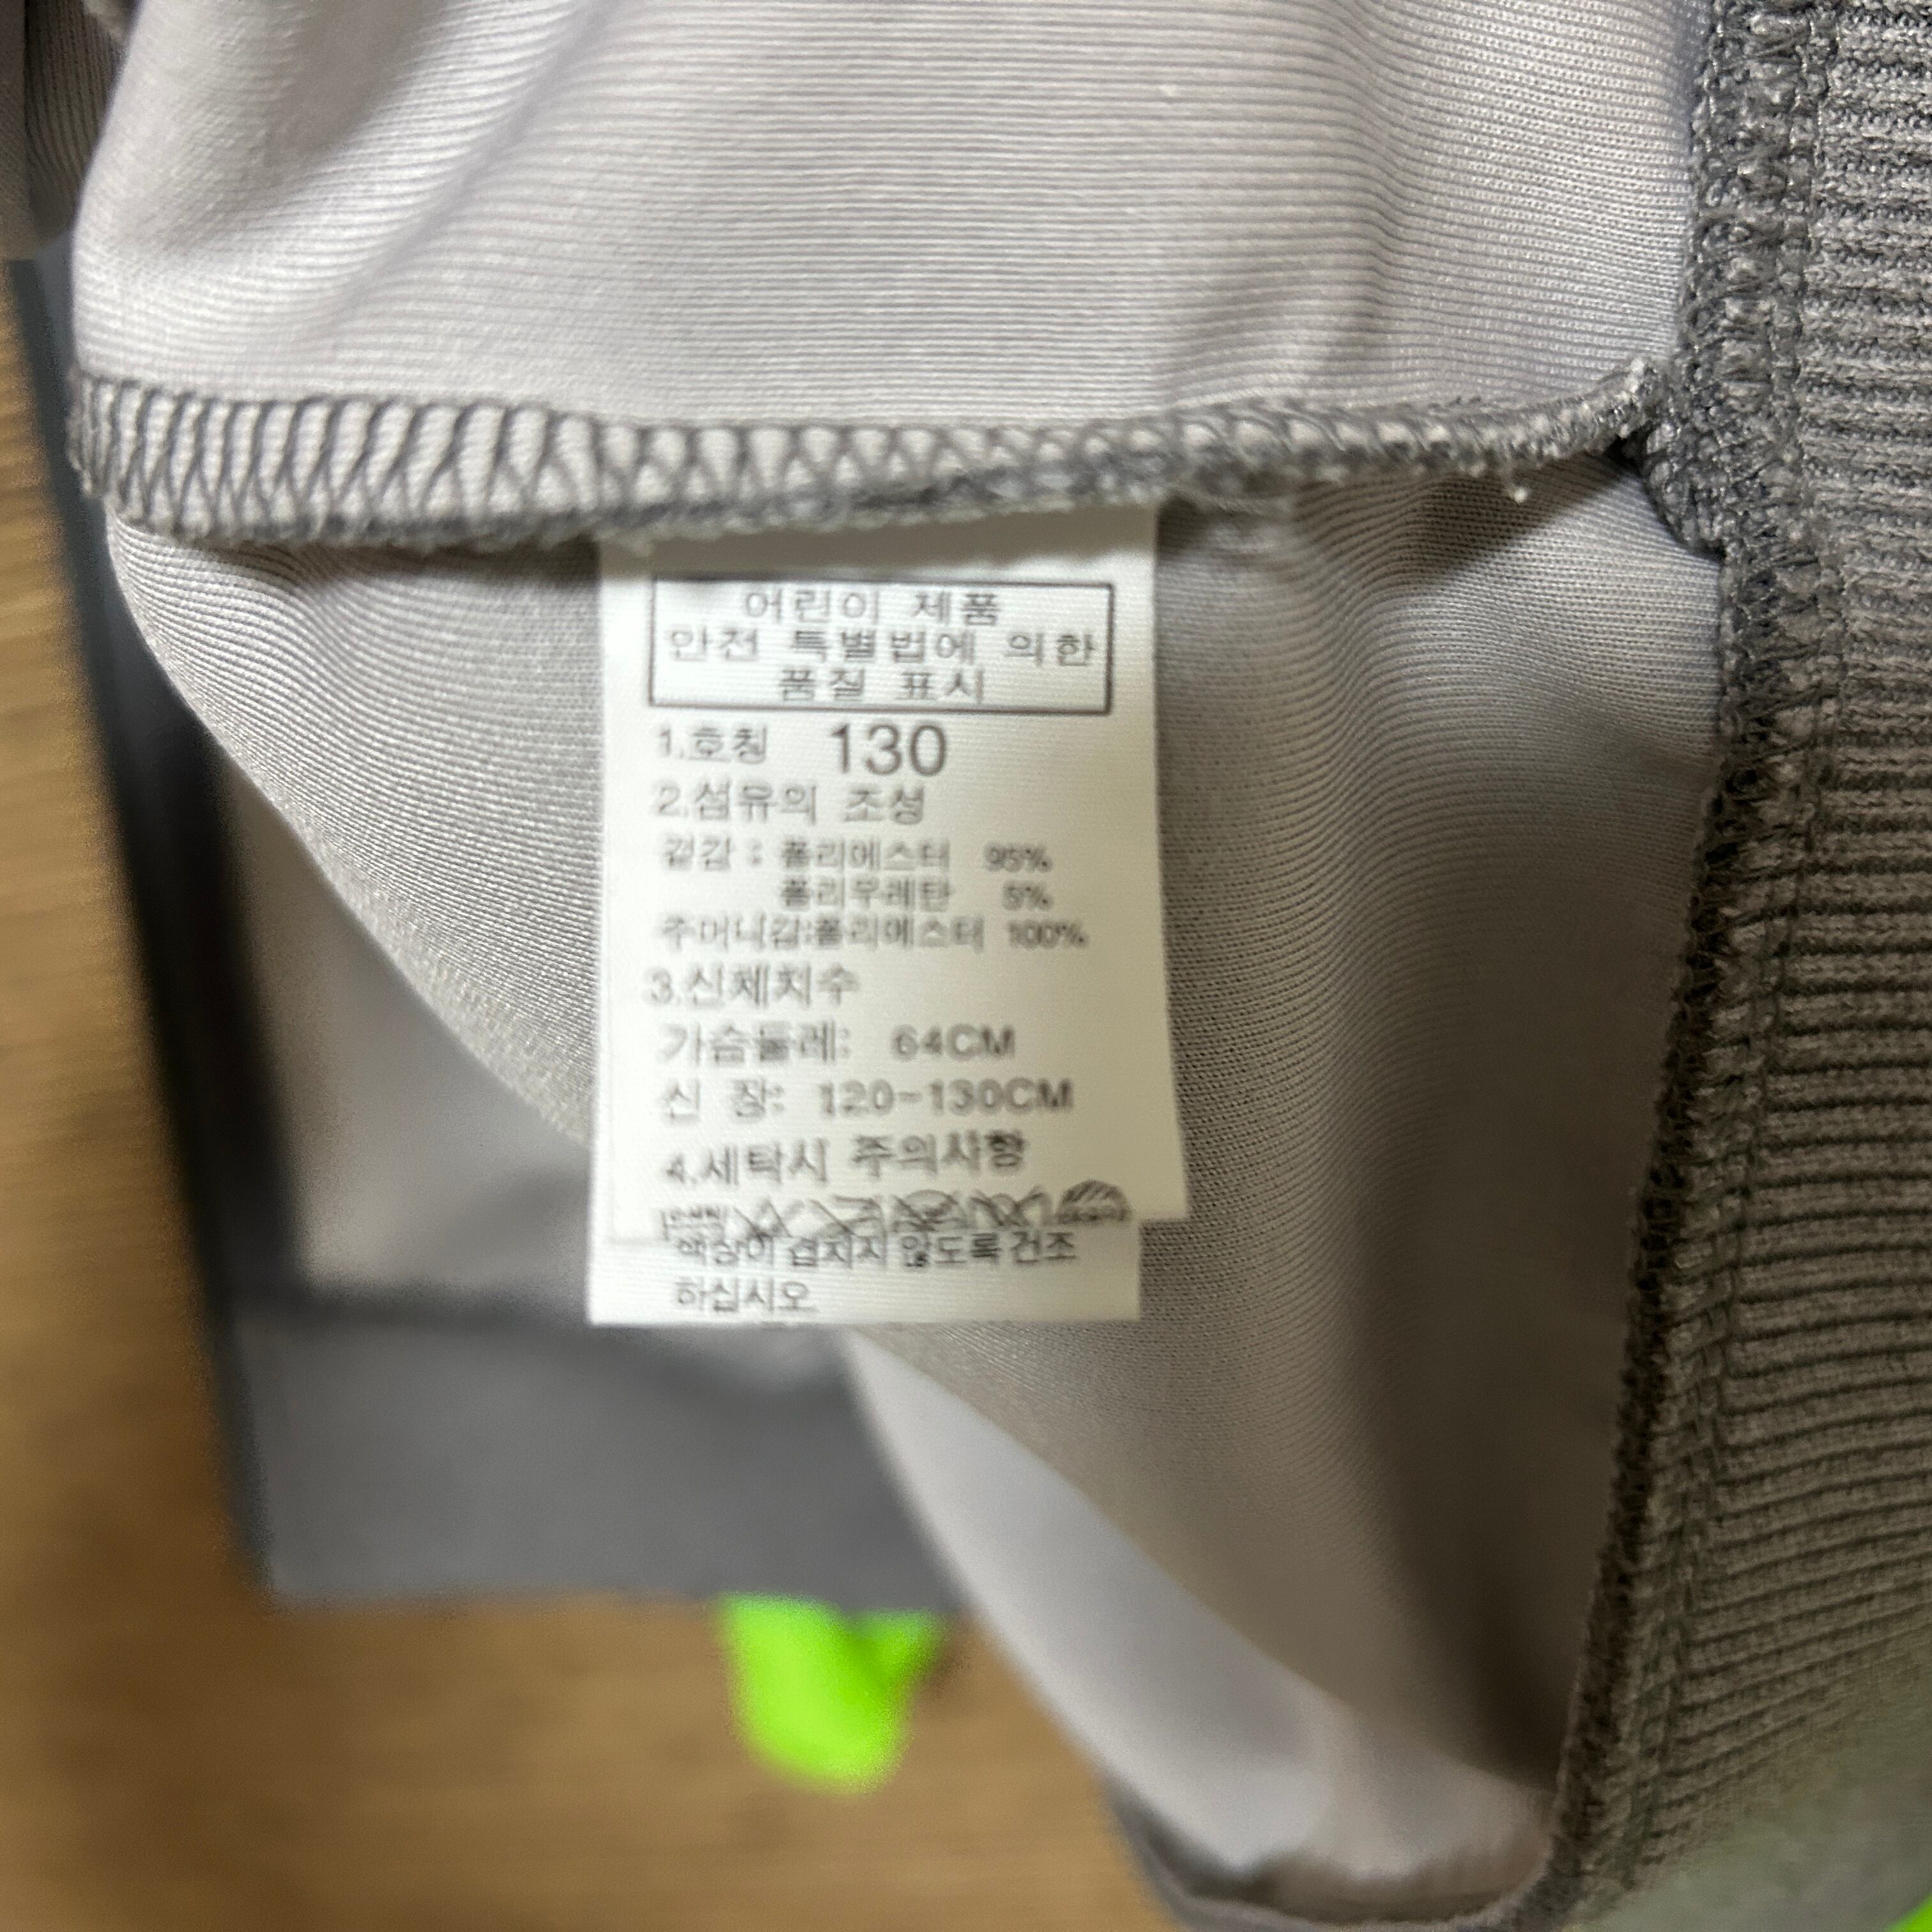 어린이 제품
안전 특별법에 의한
품질 표시
1.호칭 130
2.섬유의 조성
겉감 : 폴리에스터 95%
폴리우레탄 5%
주머니감:폴리에스터 100%
3.신체치수
가슴둘레: 64CM
신 장: 120-130CM
4.세탁시 주의사항
색상이 겹치지 않도록 건조
하십시오